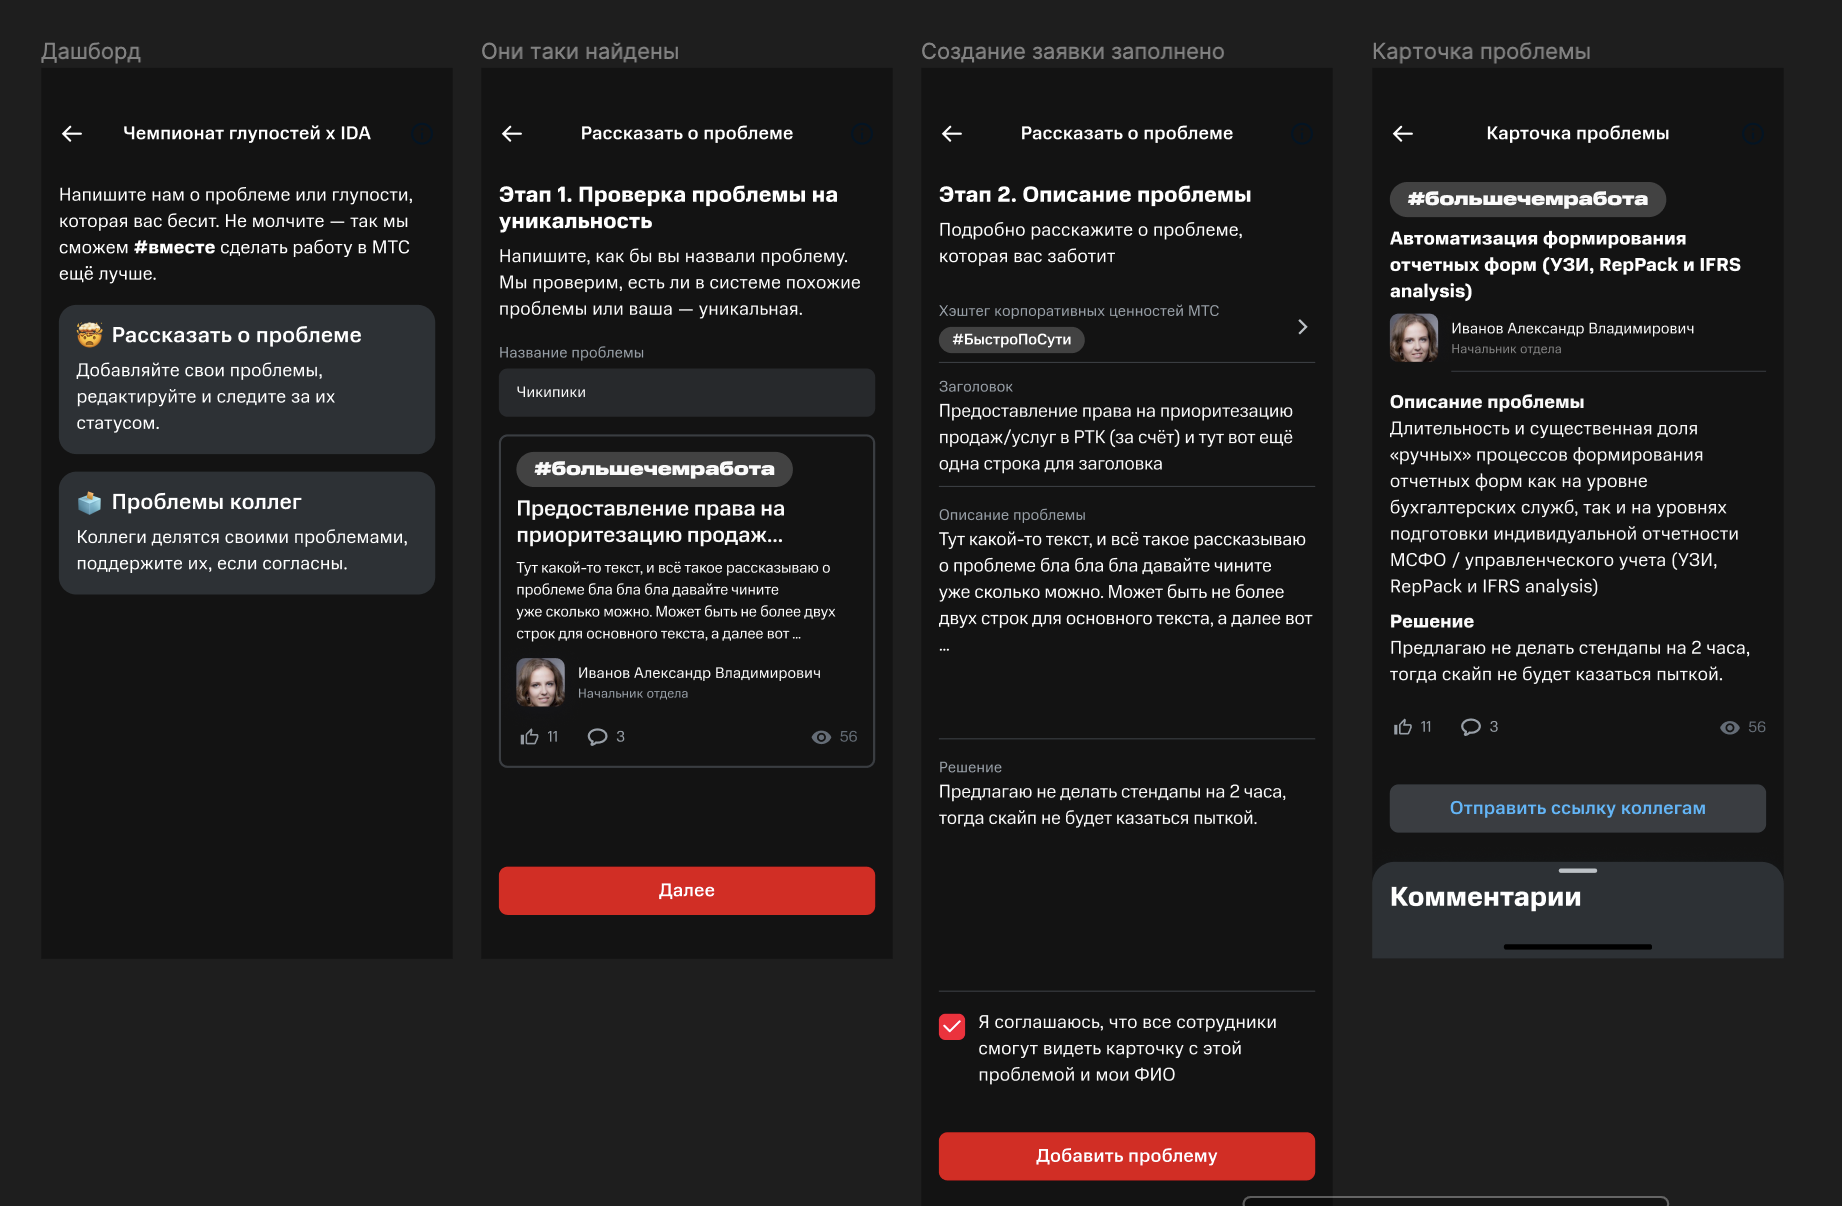 Дашборд
Чемпионат глупостей x IDA
Напишите нам о проблеме или глупости,
которая вас бесит. Не молчите — так мы
сможем #вместе сделать работу в МТС
ещё лучше.
Рассказать о проблеме
Добавляйте свои проблемы,
редактируйте и следите за их
статусом.
Проблемы коллег
Коллеги делятся своими проблемами,
поддержите их, если согласны.
Они таки найдены
Рассказать о проблеме
Этап 1. Проверка проблемы на
уникальность
Напишите, как бы вы назвали проблему.
Мы проверим, есть ли в системе похожие
проблемы или ваша — уникальная.
Название проблемы
Чикипики
#большечемработа
Предоставление права на
приоритезацию продаж...
Тут какой-то текст, и всё такое рассказываю о
проблеме бла бла бла давайте чините
уже сколько можно. Может быть не более двух
строк для основного текста, а далее вот ...
Иванов Александр Владимирович
Начальник отдела
11
3
56
Далее
Создание заявки заполнено
Рассказать о проблеме
Этап 2. Описание проблемы
Подробно расскажите о проблеме,
которая вас заботит
Хэштег корпоративных ценностей МТС
#БыстроПоСути
Заголовок
Предоставление права на приоритезацию
продаж/услуг в РТК (за счёт) и тут вот ещё
одна строка для заголовка
Описание проблемы
Тут какой-то текст, и всё такое рассказываю
о проблеме бла бла бла давайте чините
уже сколько можно. Может быть не более
двух строк для основного текста, а далее вот
...
Решение
Предлагаю не делать стендапы на 2 часа,
тогда скайп не будет казаться пыткой.
Я соглашаюсь, что все сотрудники
смогут видеть карточку с этой
проблемой и мои ФИО
Добавить проблему
Карточка проблемы
Карточка проблемы
#большечемработа
Автоматизация формирования
отчетных форм (УЗИ, RepPack и IFRS
analysis)
Иванов Александр Владимирович
Начальник отдела
Описание проблемы
Длительность и существенная доля
«ручных» процессов формирования
отчетных форм как на уровне
бухгалтерских служб, так и на уровнях
подготовки индивидуальной отчетности
МСФО / управленческого учета (УЗИ,
RepPack и IFRS analysis)
Решение
Предлагаю не делать стендапы на 2 часа,
тогда скайп не будет казаться пыткой.
11
3
56
Отправить ссылку коллегам
Комментарии